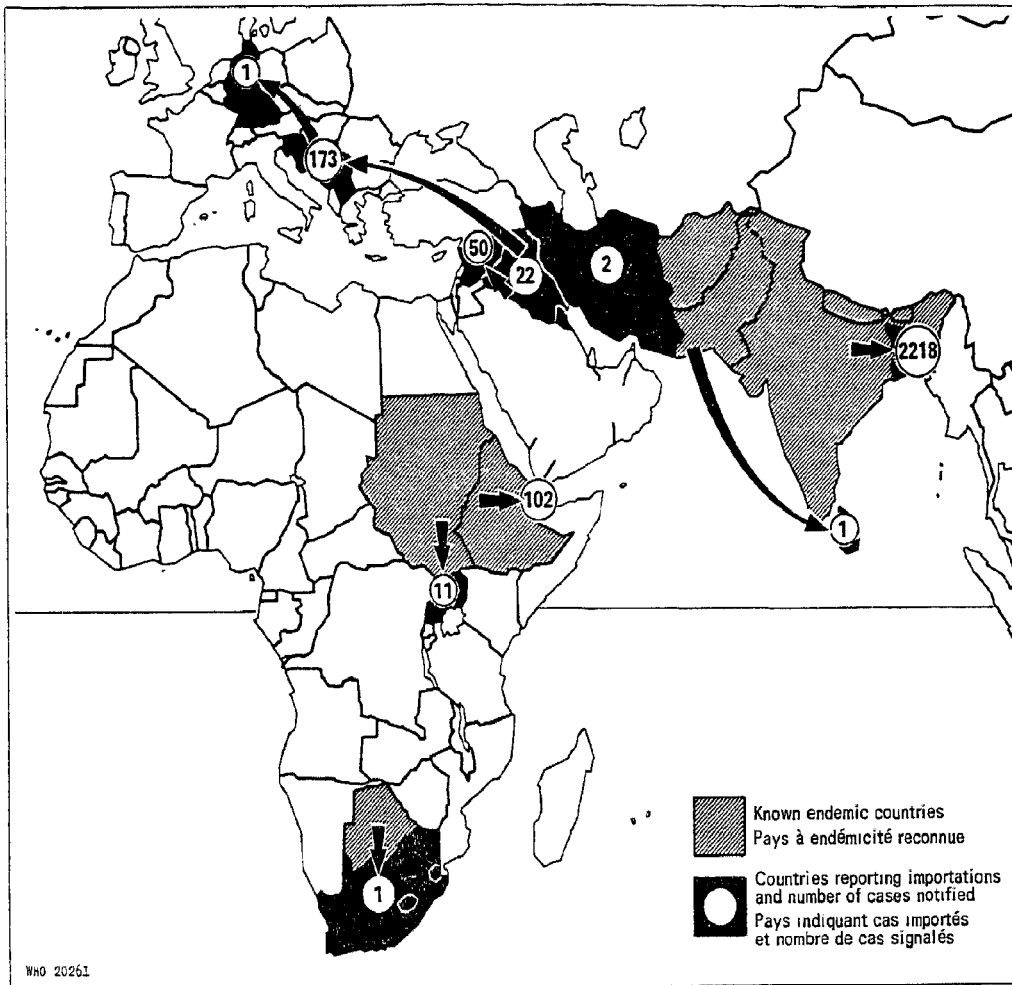 1
173
50
22
2
2218
102
1
11
1
Known endemic countries
Pays à endémicité reconnue
Countries reporting importations
and number of cases notified
Pays indiquant cas importés
et nombre de cas signalés
WHO 20261